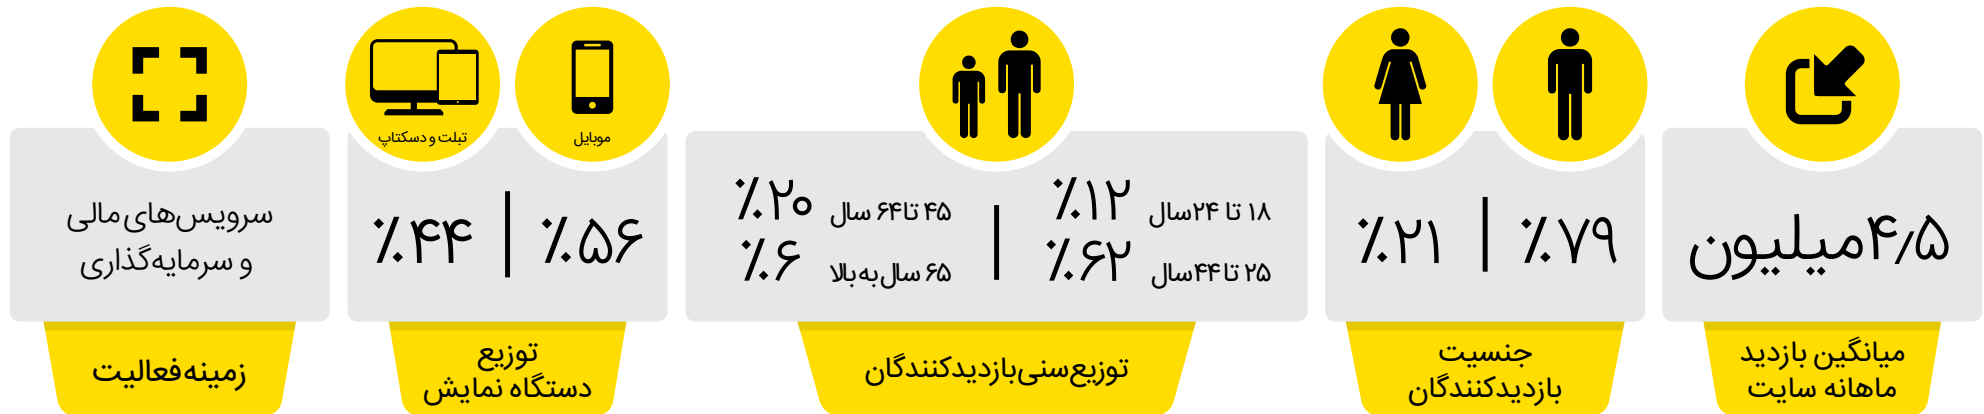 ۴٫۵میلیون
میانگین بازدید
ماهانه سایت
٪۷۹
٪۲۱
جنسیت
بازدیدکنندگان
۱۸ تا ۲۴سال ٪۱۲
۲۵ تا ۴۴سال ٪۶۲
۴۵ تا۶۴ سال ٪۲۰
۶۵ سال به بالا ٪۶
توزیع سنی بازدیدکنندگان
موبایل
تبلت و دسکتاپ
٪۵۶
٪۴۴
توزیع
دستگاه نمایش
سرویس‌های مالی
و سرمایه‌گذاری
زمینه فعالیت